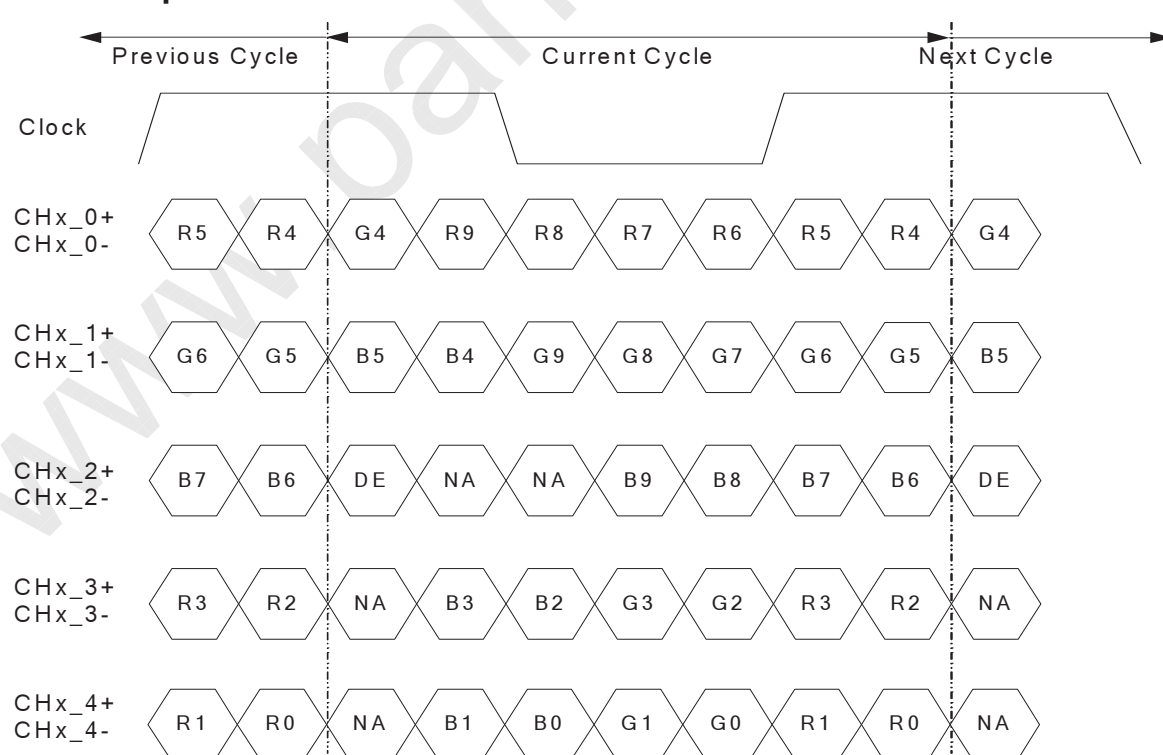 Previous Cycle Current Cycle Next Cycle
Clock
CHx_0+
CHx_0-
R5 R4 G4 R9 R8 R7 R6 R5 R4 G4
CHx_1+
CHx_1-
G6 G5 B5 B4 G9 G8 G7 G6 G5 B5
CHx_2+
CHx_2-
B7 B6 DE NA NA B9 B8 B7 B6 DE
CHx_3+
CHx_3-
R3 R2 NA B3 B2 G3 G2 R3 R2 NA
CHx_4+
CHx_4-
R1 R0 NA B1 B0 G1 G0 R1 R0 NA
www.pan